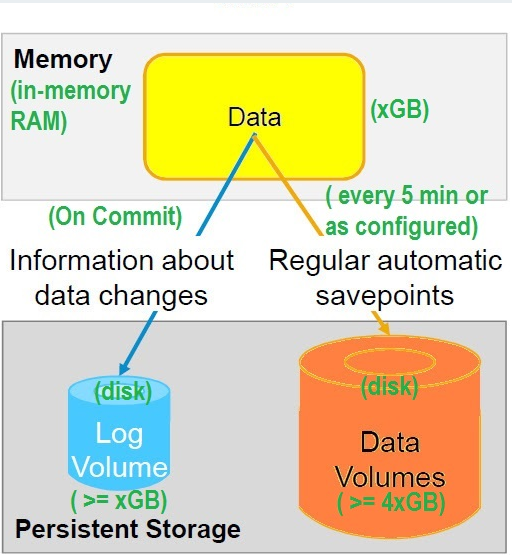 Memory
(in-memory
RAM)
Data
(xGB)
(On Commit)
( every 5 min or
as configured)
Information about
data changes
Regular automatic
savepoints
(disk)
Log
Volume
( >= xGB)
(disk)
Data
Volumes
( >= 4xGB)
Persistent Storage